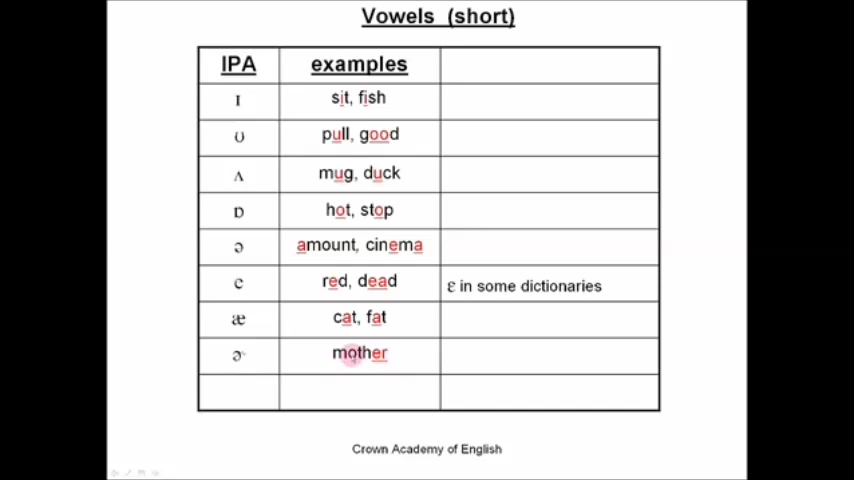 Vowels (short)
IPA examples
ɪ sit, fish
ʊ pull, good
ʌ mug, duck
ɒ hot, stop
ə amount, cinema
e red, dead ɛ in some dictionaries
æ cat, fat
ɚ mother
Crown Academy of English